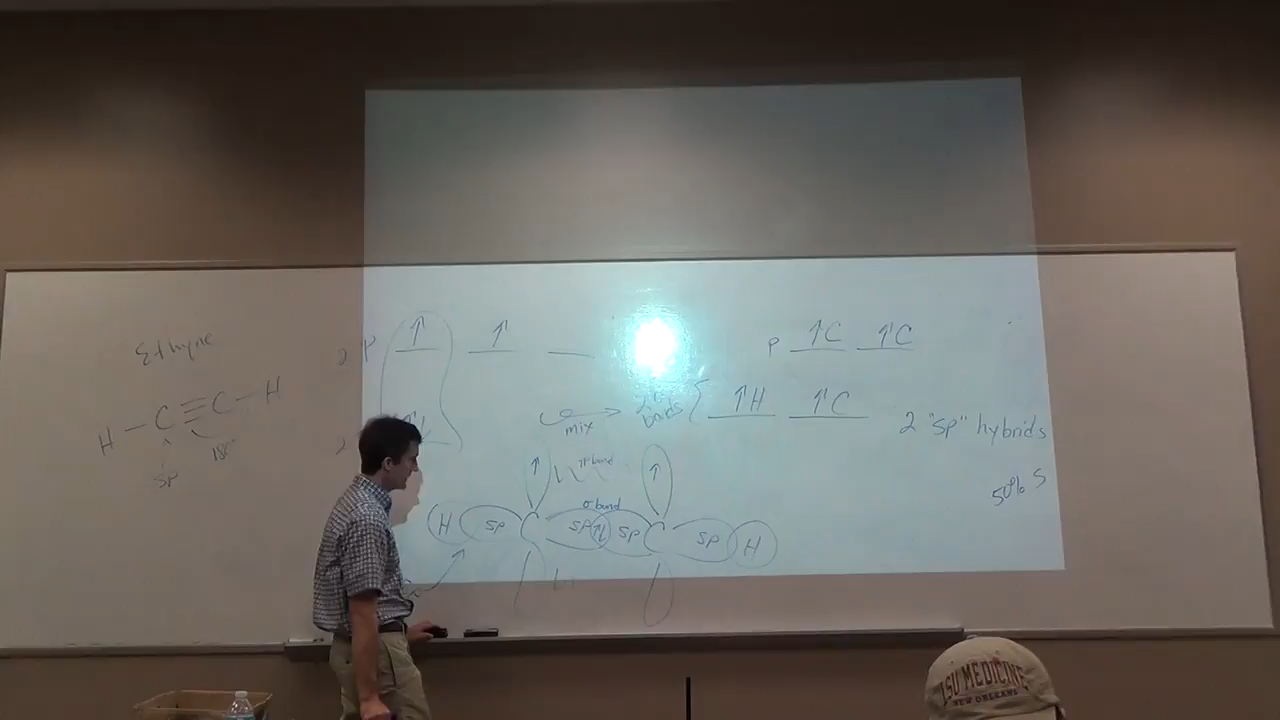 Ethyne
H - C ≡ C - H
180°
sp
2 P ↑ ↑
2
mix
2 "C" bonds {
P ↑C ↑C
↑H ↑C
2 "sp" hybrids
50% S
↑ π bond ↑
σ bond
H sp C sp ↑↓ sp C sp H
LSU MEDICINE
NEW ORLEANS